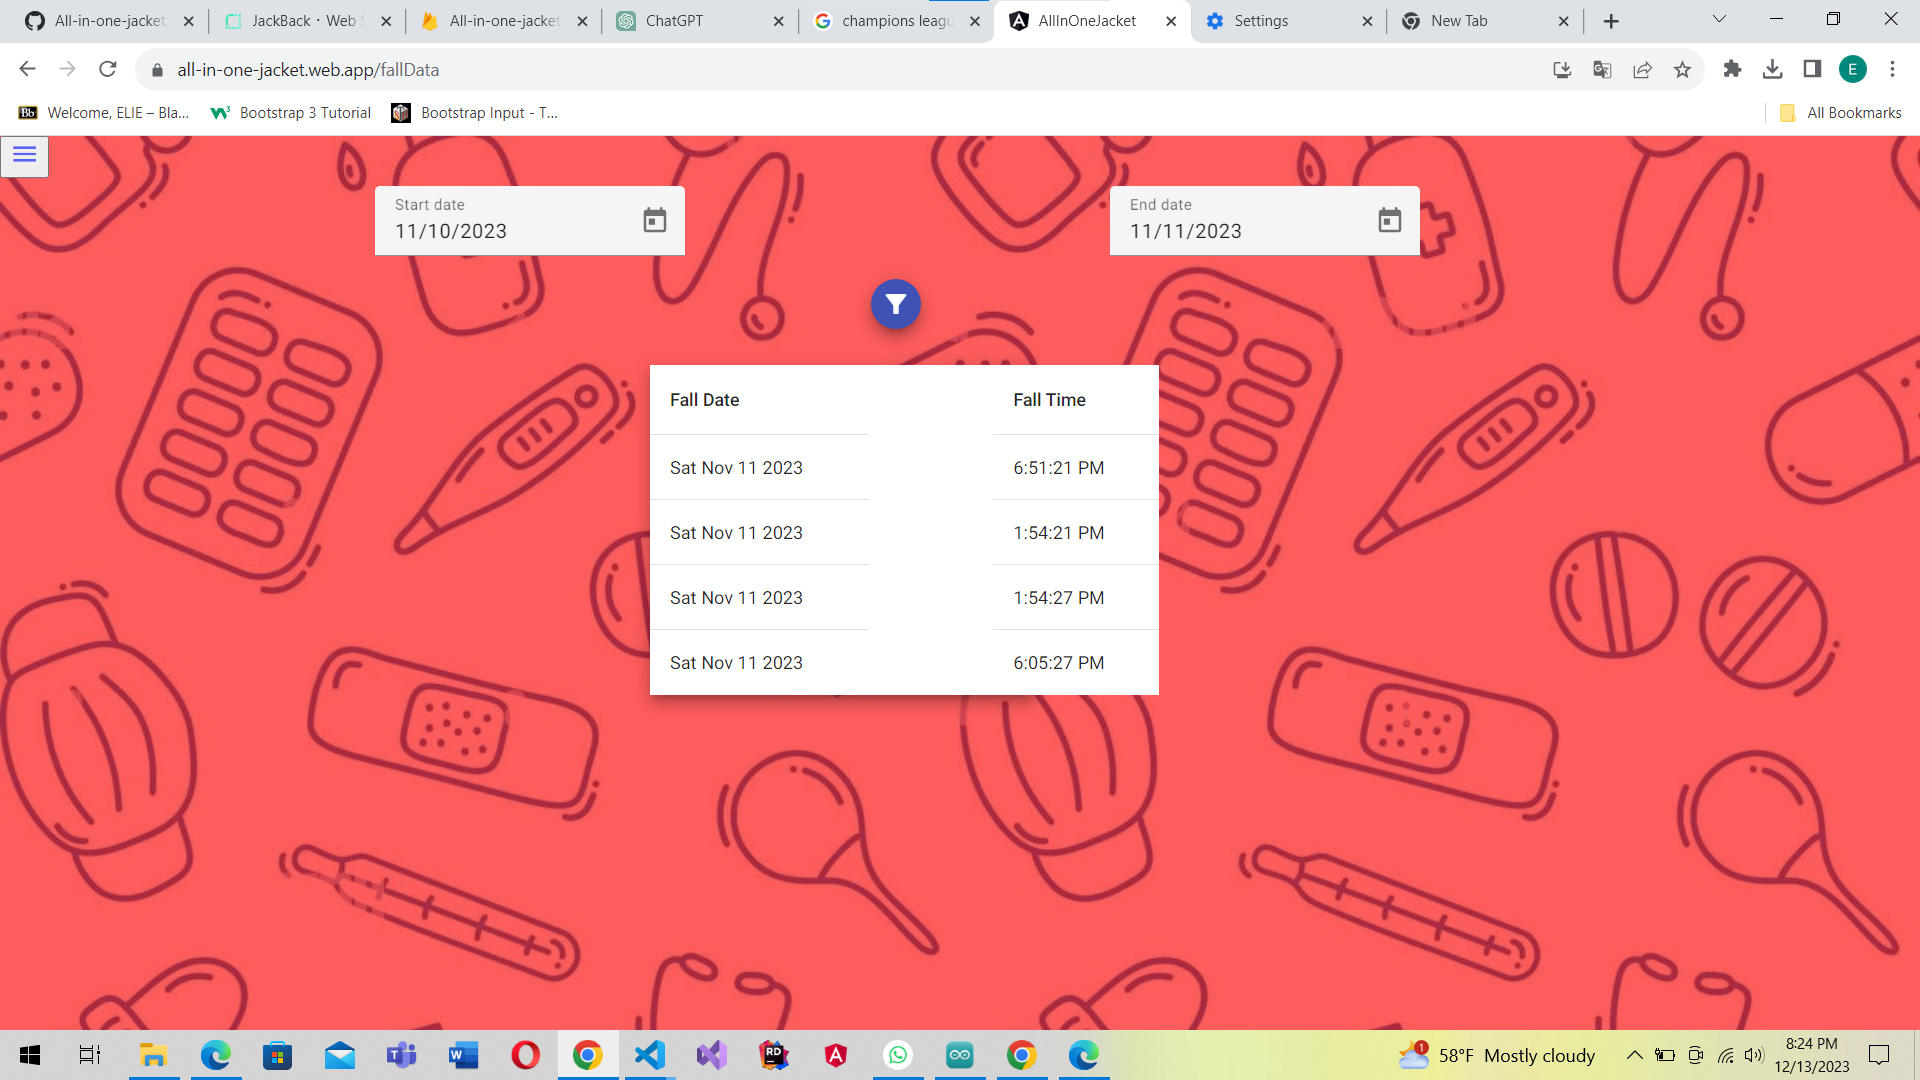 All-in-one-jacket, JackBack · Web S All-in-one-jacket ChatGPT champions leagu AllInOneJacket Settings New Tab
all-in-one-jacket.web.app/fallData E
Bb Welcome, ELIE – Bla... Bootstrap 3 Tutorial Bootstrap Input - T... All Bookmarks
Start date End date
11/10/2023 11/11/2023
Fall Date Fall Time
Sat Nov 11 2023 6:51:21 PM
Sat Nov 11 2023 1:54:21 PM
Sat Nov 11 2023 1:54:27 PM
Sat Nov 11 2023 6:05:27 PM
1 58°F Mostly cloudy 8:24 PM
12/13/2023